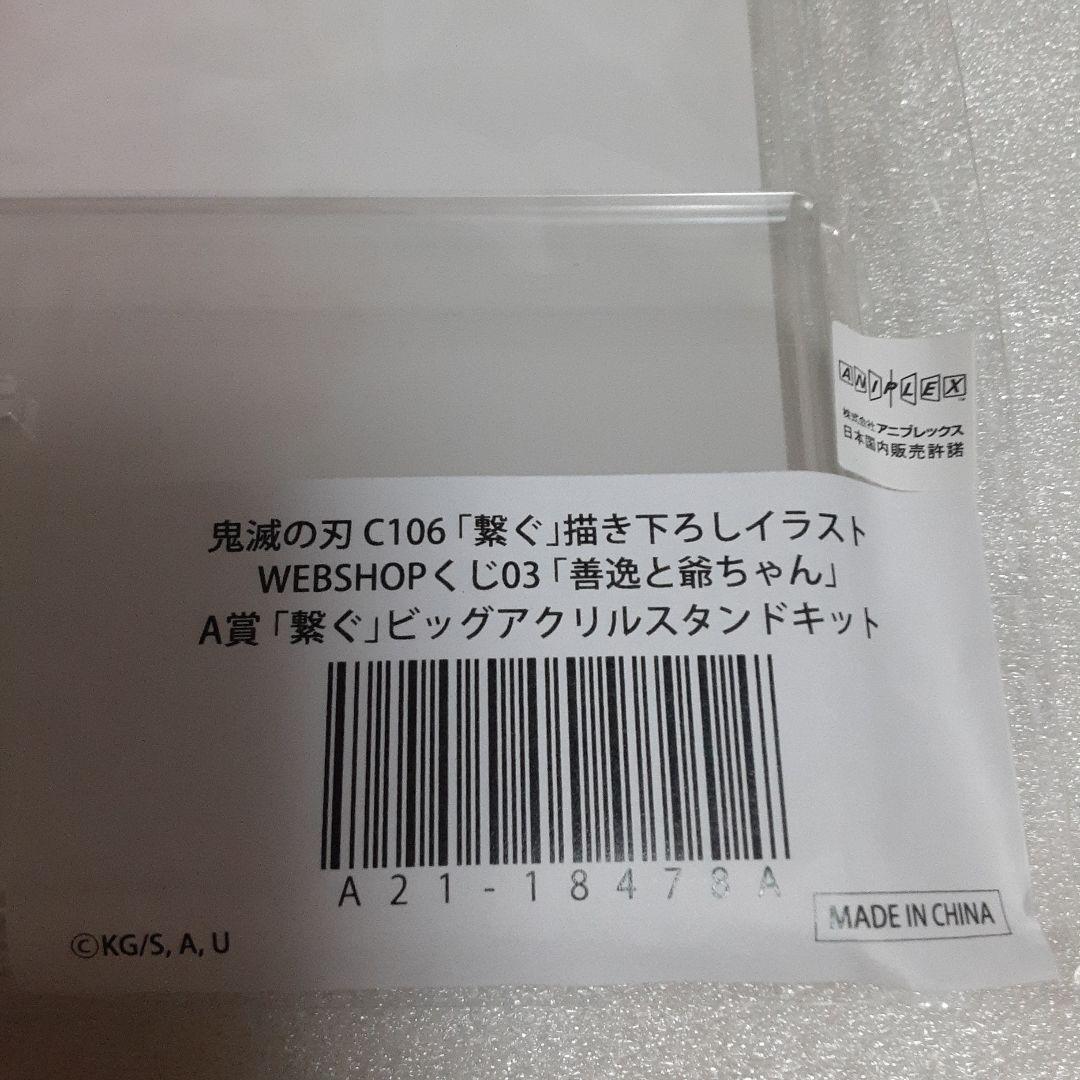 ANIPLEX
株式会社アニプレックス
日本国内販売許諾
鬼滅の刃 C106「繋ぐ」描き下ろしイラスト
WEBSHOPくじ03「善逸と爺ちゃん」
A賞「繋ぐ」ビッグアクリルスタンドキット
A21-18478A
MADE IN CHINA
©KG/S, A, U